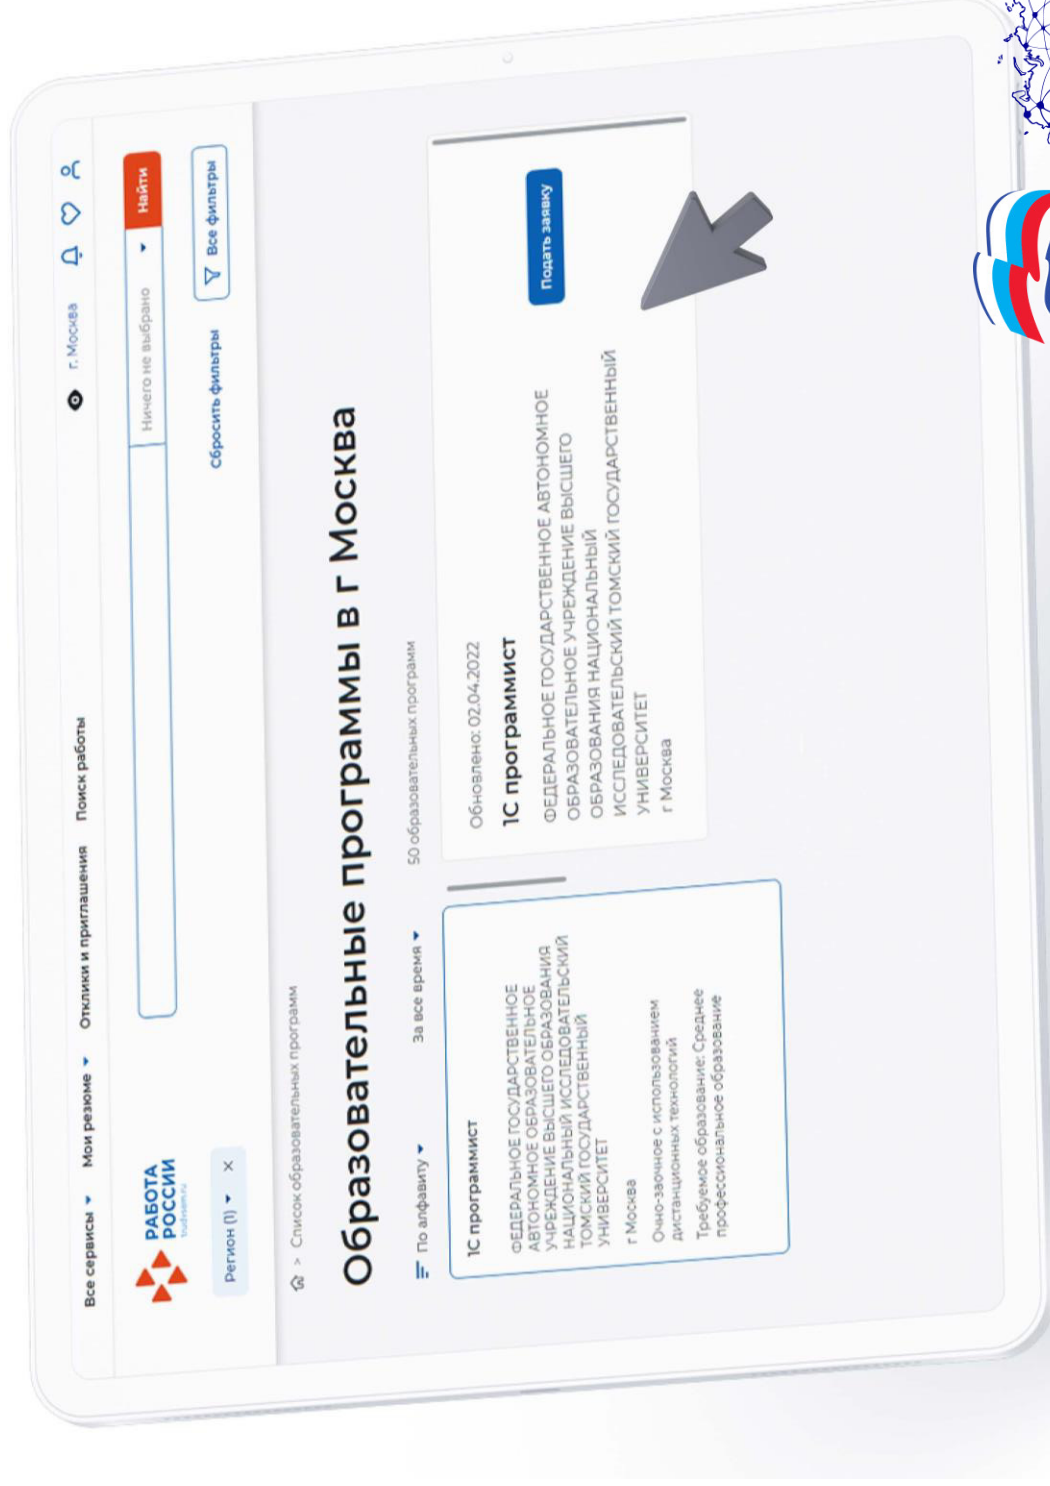 Все сервисы Мои резюме Отклики и приглашения Поиск работы г. Москва
РАБОТА
РОССИИ
trudvsem.ru
Ничего не выбрано Найти
Регион (1) × Сбросить фильтры Все фильтры
> Список образовательных программ
Образовательные программы в г Москва
По алфавиту За все время 50 образовательных программ
1С программист
ФЕДЕРАЛЬНОЕ ГОСУДАРСТВЕННОЕ
АВТОНОМНОЕ ОБРАЗОВАТЕЛЬНОЕ
УЧРЕЖДЕНИЕ ВЫСШЕГО ОБРАЗОВАНИЯ
НАЦИОНАЛЬНЫЙ ИССЛЕДОВАТЕЛЬСКИЙ
ТОМСКИЙ ГОСУДАРСТВЕННЫЙ
УНИВЕРСИТЕТ
г Москва
Очно-заочное с использованием
дистанционных технологий
Требуемое образование: Среднее
профессиональное образование
Обновлено: 02.04.2022
1С программист
Подать заявку
ФЕДЕРАЛЬНОЕ ГОСУДАРСТВЕННОЕ АВТОНОМНОЕ
ОБРАЗОВАТЕЛЬНОЕ УЧРЕЖДЕНИЕ ВЫСШЕГО
ОБРАЗОВАНИЯ НАЦИОНАЛЬНЫЙ
ИССЛЕДОВАТЕЛЬСКИЙ ТОМСКИЙ ГОСУДАРСТВЕННЫЙ
УНИВЕРСИТЕТ
г Москва